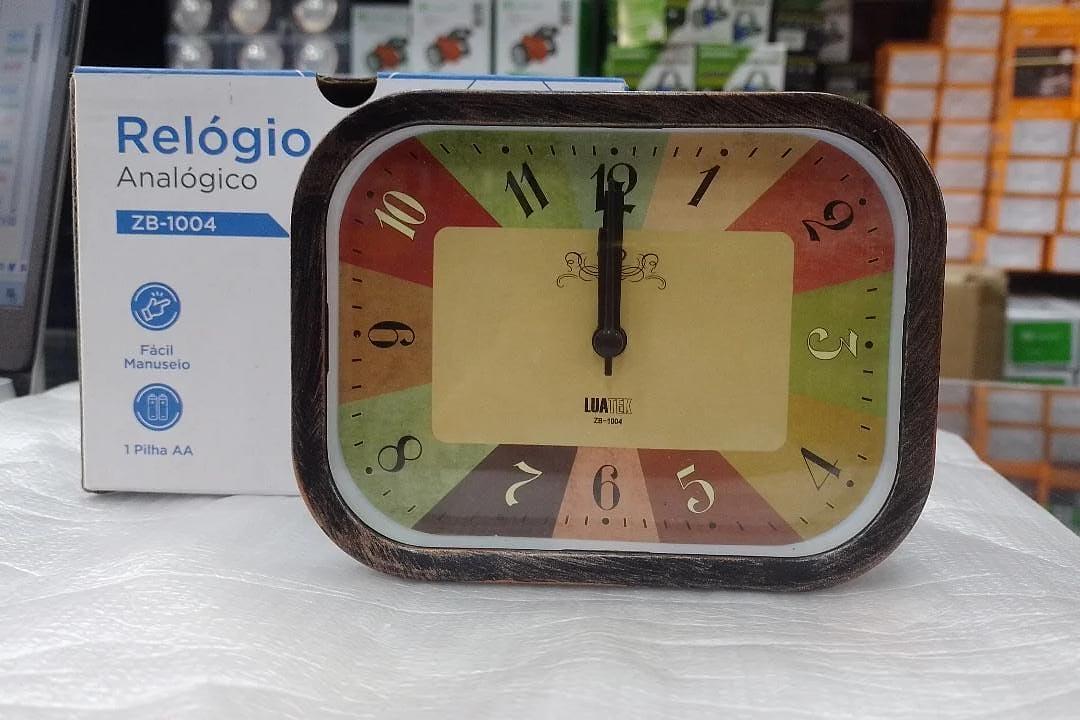 Relógio
Analógico
ZB-1004
Fácil
Manuseio
1 Pilha AA
12
1
2
3
4
5
6
7
8
9
10
11
LUATEK
ZB-1004